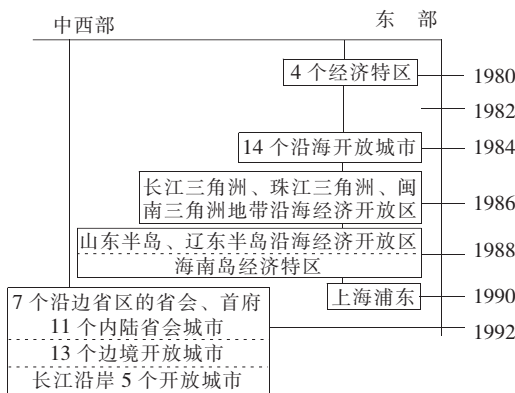 中西部
东部
4个经济特区
1980
1982
14个沿海开放城市
1984
长江三角洲、珠江三角洲、闽
南三角洲地带沿海经济开放区
1986
山东半岛、辽东半岛沿海经济开放区
海南岛经济特区
1988
上海浦东
1990
7个沿边省区的省会、首府
11个内陆省会城市
13个边境开放城市
长江沿岸5个开放城市
1992